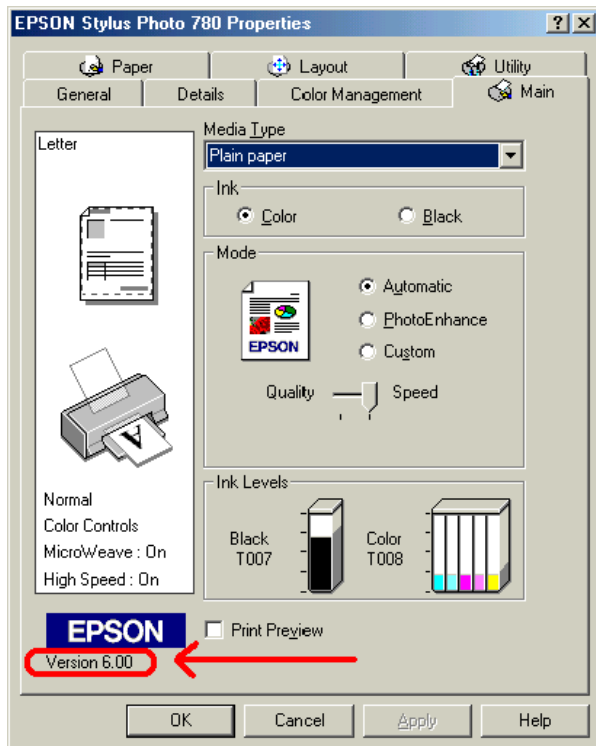 EPSON Stylus Photo 780 Properties
Paper
Layout
Utility
General
Details
Color Management
Main
Letter
Media Type
Plain paper
Ink
Color
Black
Mode
EPSON
Automatic
PhotoEnhance
Custom
Quality
Speed
A
Normal
Color Controls
MicroWeave : On
High Speed : On
Ink Levels
Black
T007
Color
T008
EPSON
Version 6.00
Print Preview
OK
Cancel
Apply
Help